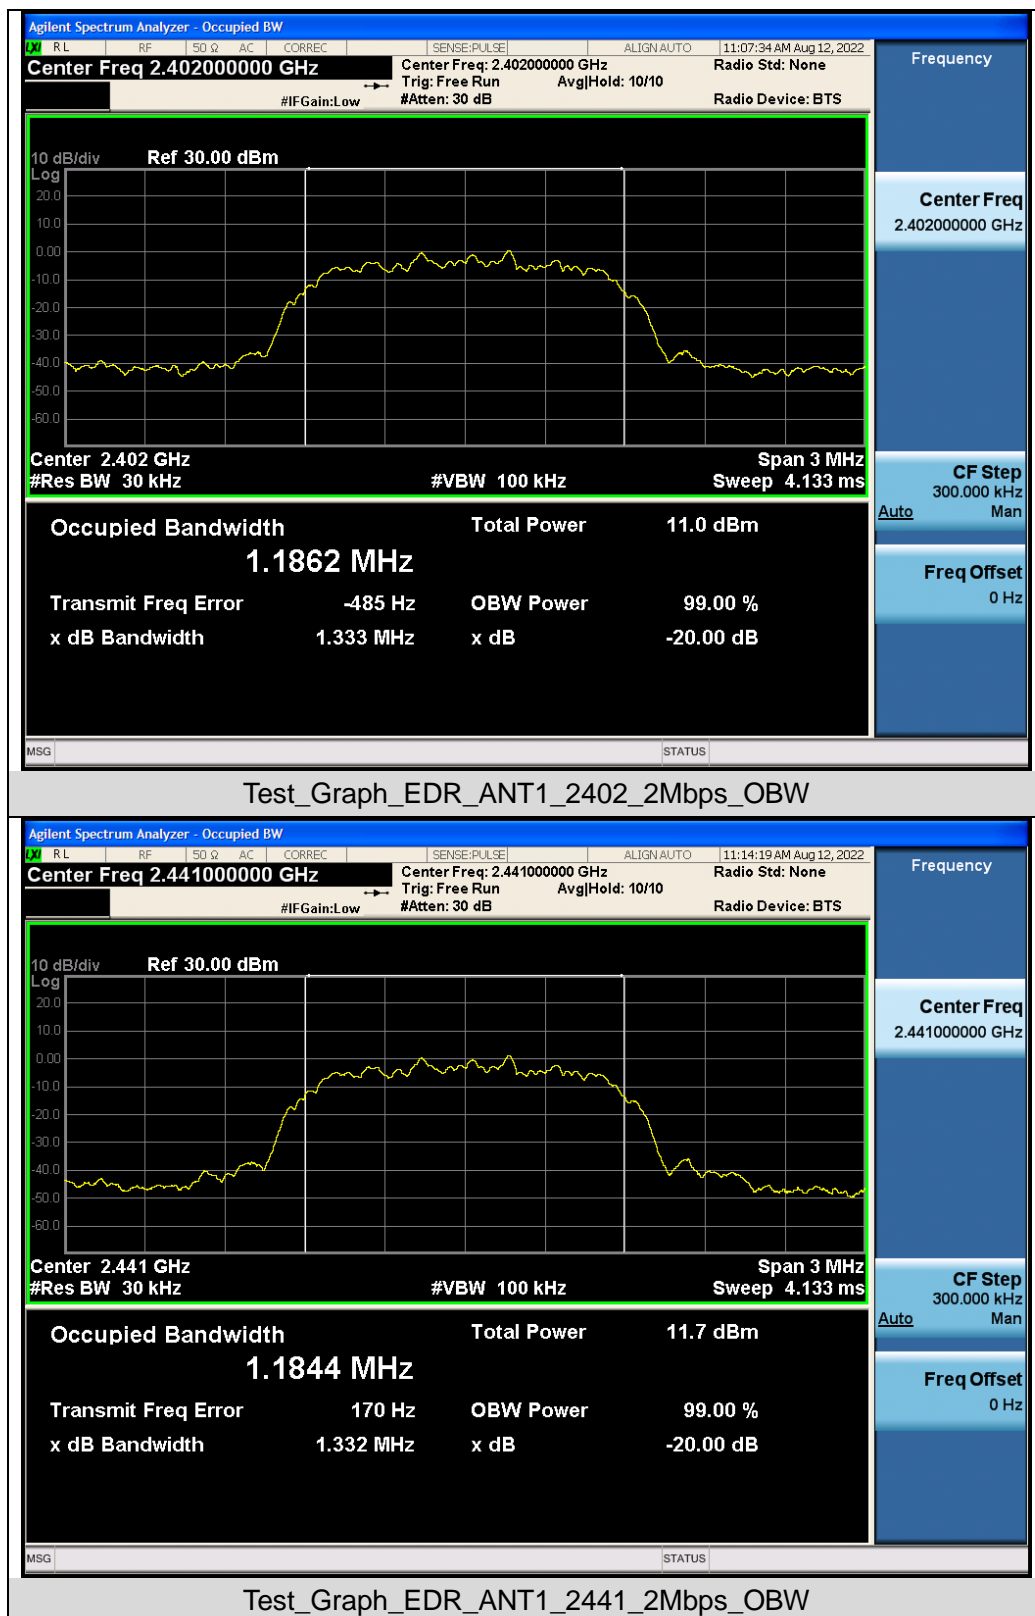 Agilent Spectrum Analyzer - Occupied BW
LXI RL RF 50 Ω AC CORREC SENSE:PULSE ALIGN AUTO 11:07:34 AM Aug 12, 2022
Center Freq 2.402000000 GHz
#IFGain:Low
Center Freq: 2.402000000 GHz
Trig: Free Run Avg|Hold: 10/10
#Atten: 30 dB
Radio Std: None
Radio Device: BTS
Frequency
10 dB/div Ref 30.00 dBm
Log
20.0
10.0
0.00
-10.0
-20.0
-30.0
-40.0
-50.0
-60.0
Center 2.402 GHz Span 3 MHz
#Res BW 30 kHz #VBW 100 kHz Sweep 4.133 ms
Center Freq
2.402000000 GHz
CF Step
300.000 kHz
Auto Man
Freq Offset
0 Hz
Occupied Bandwidth Total Power 11.0 dBm
1.1862 MHz
Transmit Freq Error -485 Hz OBW Power 99.00 %
x dB Bandwidth 1.333 MHz x dB -20.00 dB
MSG STATUS
Test_Graph_EDR_ANT1_2402_2Mbps_OBW
Agilent Spectrum Analyzer - Occupied BW
LXI RL RF 50 Ω AC CORREC SENSE:PULSE ALIGN AUTO 11:14:19 AM Aug 12, 2022
Center Freq 2.441000000 GHz
#IFGain:Low
Center Freq: 2.441000000 GHz
Trig: Free Run Avg|Hold: 10/10
#Atten: 30 dB
Radio Std: None
Radio Device: BTS
Frequency
10 dB/div Ref 30.00 dBm
Log
20.0
10.0
0.00
-10.0
-20.0
-30.0
-40.0
-50.0
-60.0
Center 2.441 GHz Span 3 MHz
#Res BW 30 kHz #VBW 100 kHz Sweep 4.133 ms
Center Freq
2.441000000 GHz
CF Step
300.000 kHz
Auto Man
Freq Offset
0 Hz
Occupied Bandwidth Total Power 11.7 dBm
1.1844 MHz
Transmit Freq Error 170 Hz OBW Power 99.00 %
x dB Bandwidth 1.332 MHz x dB -20.00 dB
MSG STATUS
Test_Graph_EDR_ANT1_2441_2Mbps_OBW